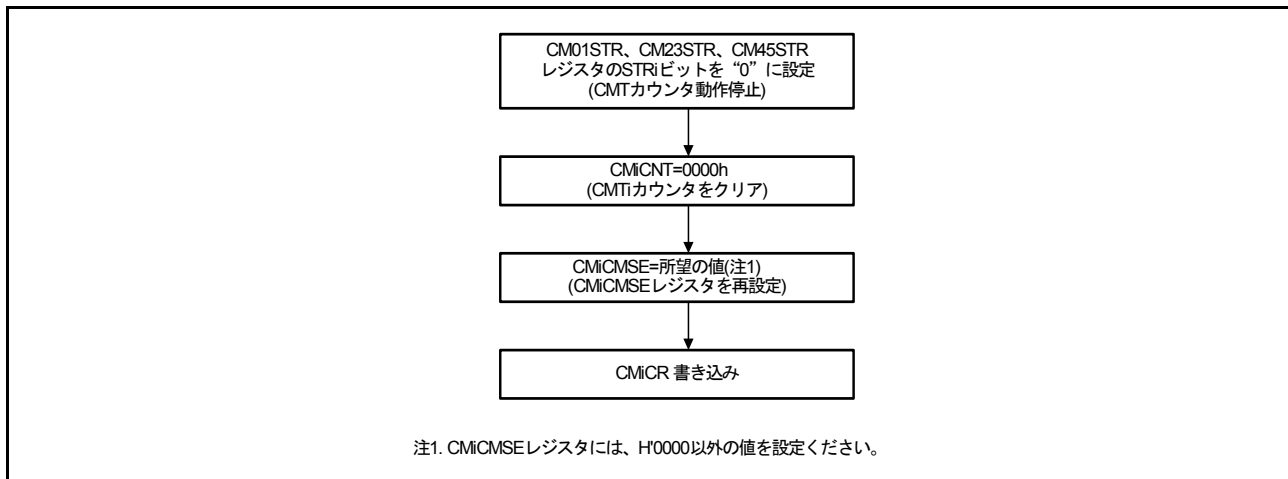 CM01STR、CM23STR、CM45STR
レジスタのSTRiビットを“0”に設定
(CMTカウンタ動作停止)
CMiCNT=0000h
(CMTiカウンタをクリア)
CMiCMSE=所望の値(注1)
(CMiCMSEレジスタを再設定)
CMiCR 書き込み
注1. CMiCMSEレジスタには、H'0000以外の値を設定ください。